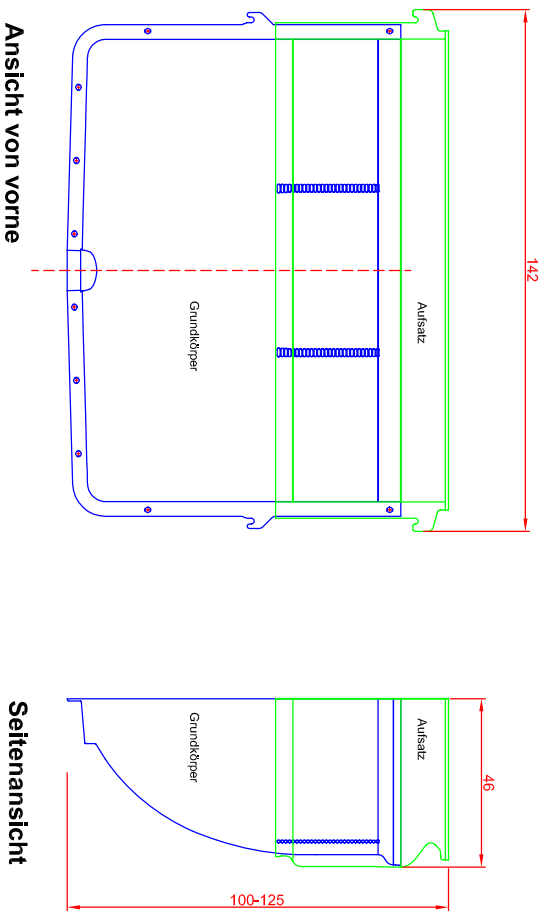 142
Aufsatz
Grundkörper
Ansicht von vorne
46
Aufsatz
Grundkörper
100-125
Seitenansicht